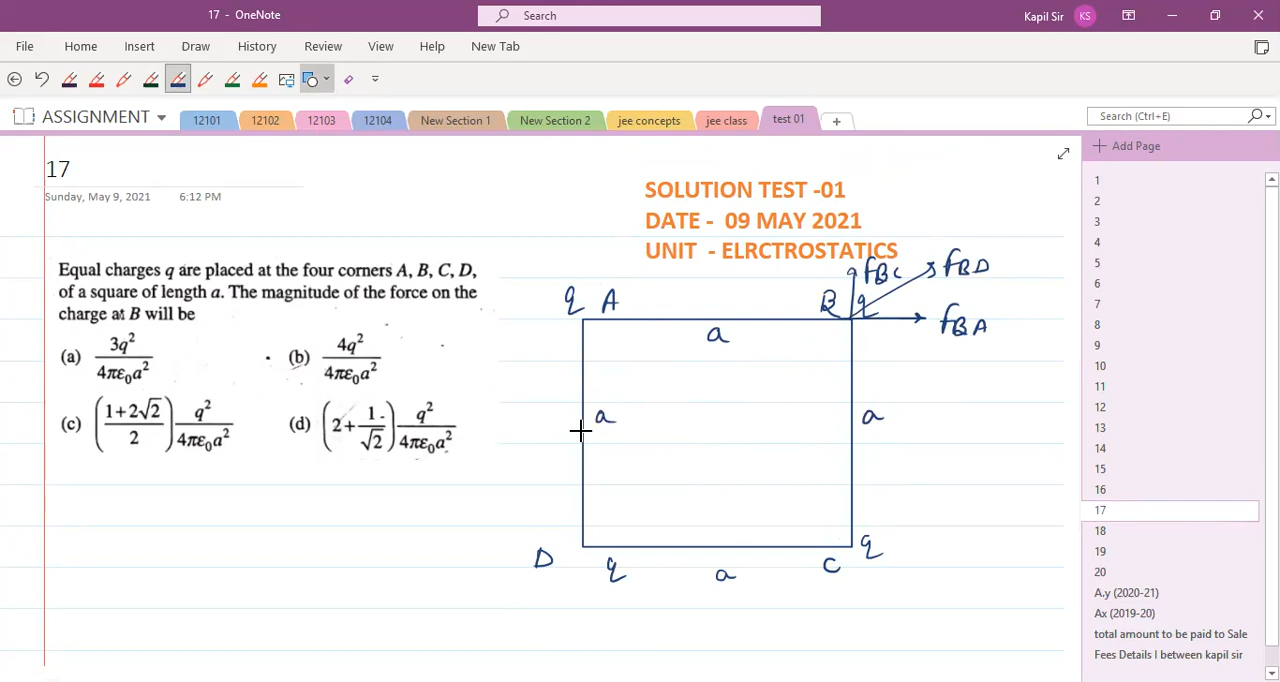 17 - OneNote
Search
Kapil Sir
KS
File Home Insert Draw History Review View Help New Tab
ASSIGNMENT
12101 12102 12103 12104 New Section 1 New Section 2 jee concepts jee class test 01
Search (Ctrl+E)
Add Page
17
Sunday, May 9, 2021 6:12 PM
SOLUTION TEST -01
DATE - 09 MAY 2021
UNIT - ELRCTROSTATICS
Equal charges q are placed at the four corners A, B, C, D,
of a square of length a. The magnitude of the force on the
charge at B will be
(a) 3q²/4πε₀a²
(b) 4q²/4πε₀a²
(c) ((1+2√2)/2) q²/4πε₀a²
(d) (2+1/√2) q²/4πε₀a²
fBC fBD
q A B q
fBA
a
a a
D q a C q
1
2
3
4
5
6
7
8
9
10
11
12
13
14
15
16
17
18
19
20
A.y (2020-21)
Ax (2019-20)
total amount to be paid to Sale
Fees Details l between kapil sir